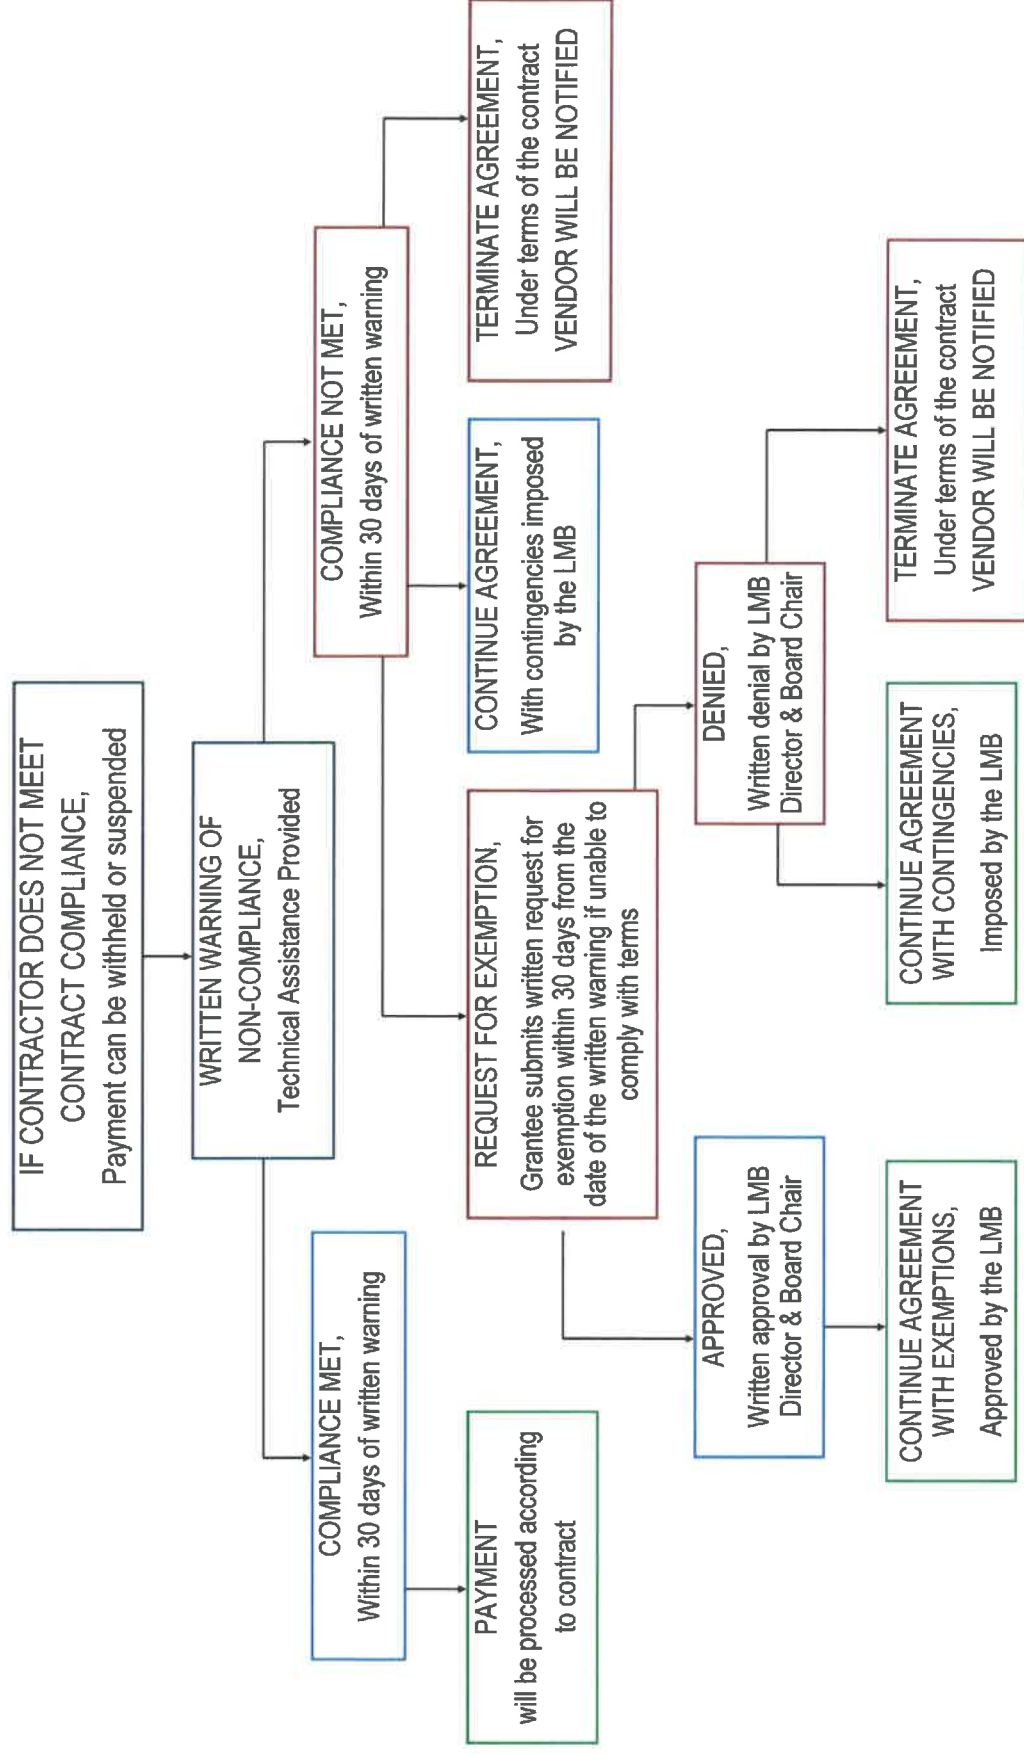 IF CONTRACTOR DOES NOT MEET
CONTRACT COMPLIANCE,
Payment can be withheld or suspended
WRITTEN WARNING OF
NON-COMPLIANCE,
Technical Assistance Provided
COMPLIANCE MET,
Within 30 days of written warning
COMPLIANCE NOT MET,
Within 30 days of written warning
PAYMENT
will be processed according
to contract
REQUEST FOR EXEMPTION,
Grantee submits written request for
exemption within 30 days from the
date of the written warning if unable to
comply with terms
CONTINUE AGREEMENT,
With contingencies imposed
by the LMB
TERMINATE AGREEMENT,
Under terms of the contract
VENDOR WILL BE NOTIFIED
APPROVED,
Written approval by LMB
Director & Board Chair
DENIED,
Written denial by LMB
Director & Board Chair
CONTINUE AGREEMENT
WITH EXEMPTIONS,
Approved by the LMB
CONTINUE AGREEMENT
WITH CONTINGENCIES,
Imposed by the LMB
TERMINATE AGREEMENT,
Under terms of the contract
VENDOR WILL BE NOTIFIED